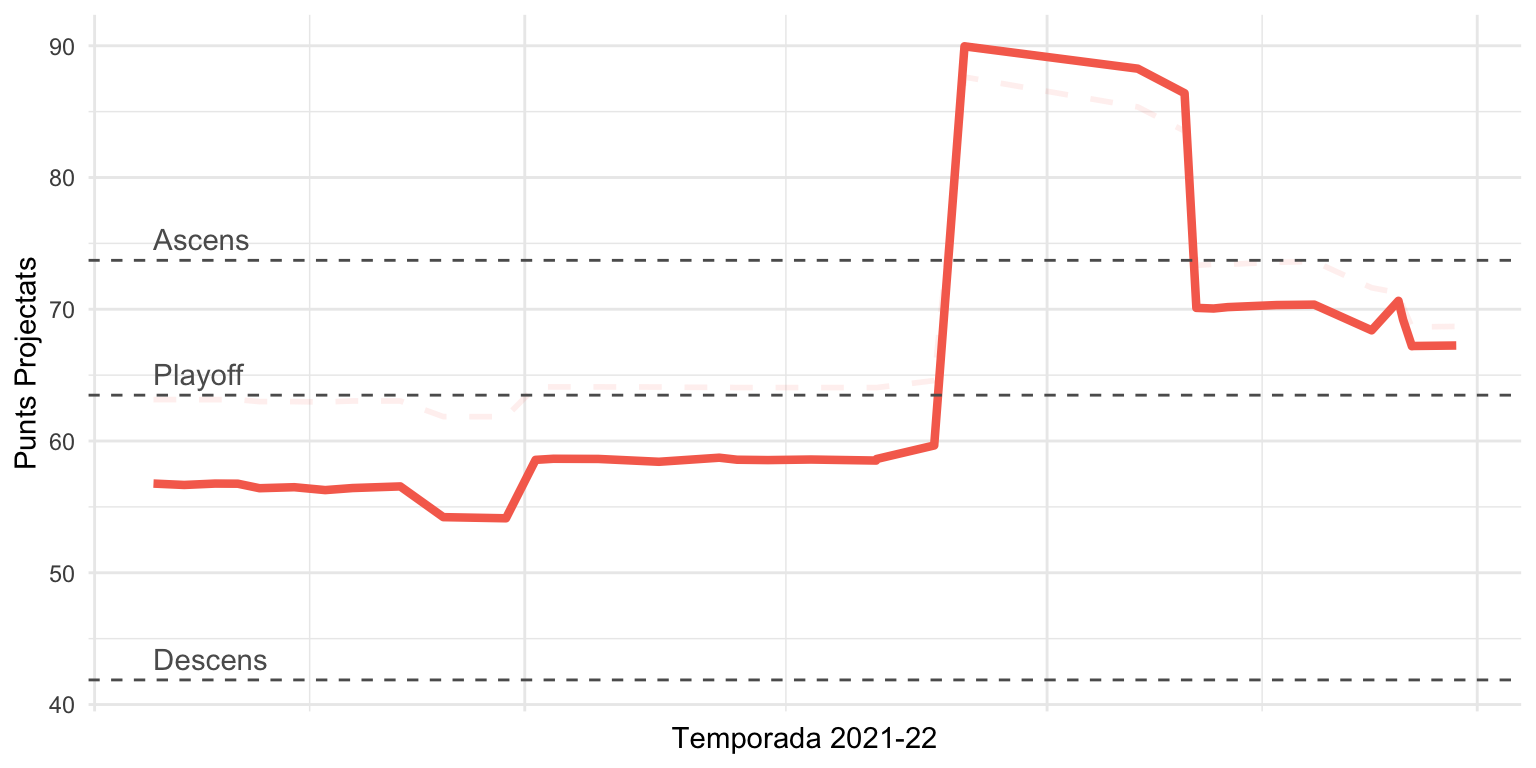 90
80
70
60
50
40
Punts Projectats
Ascens
Playoff
Descens
Temporada 2021-22